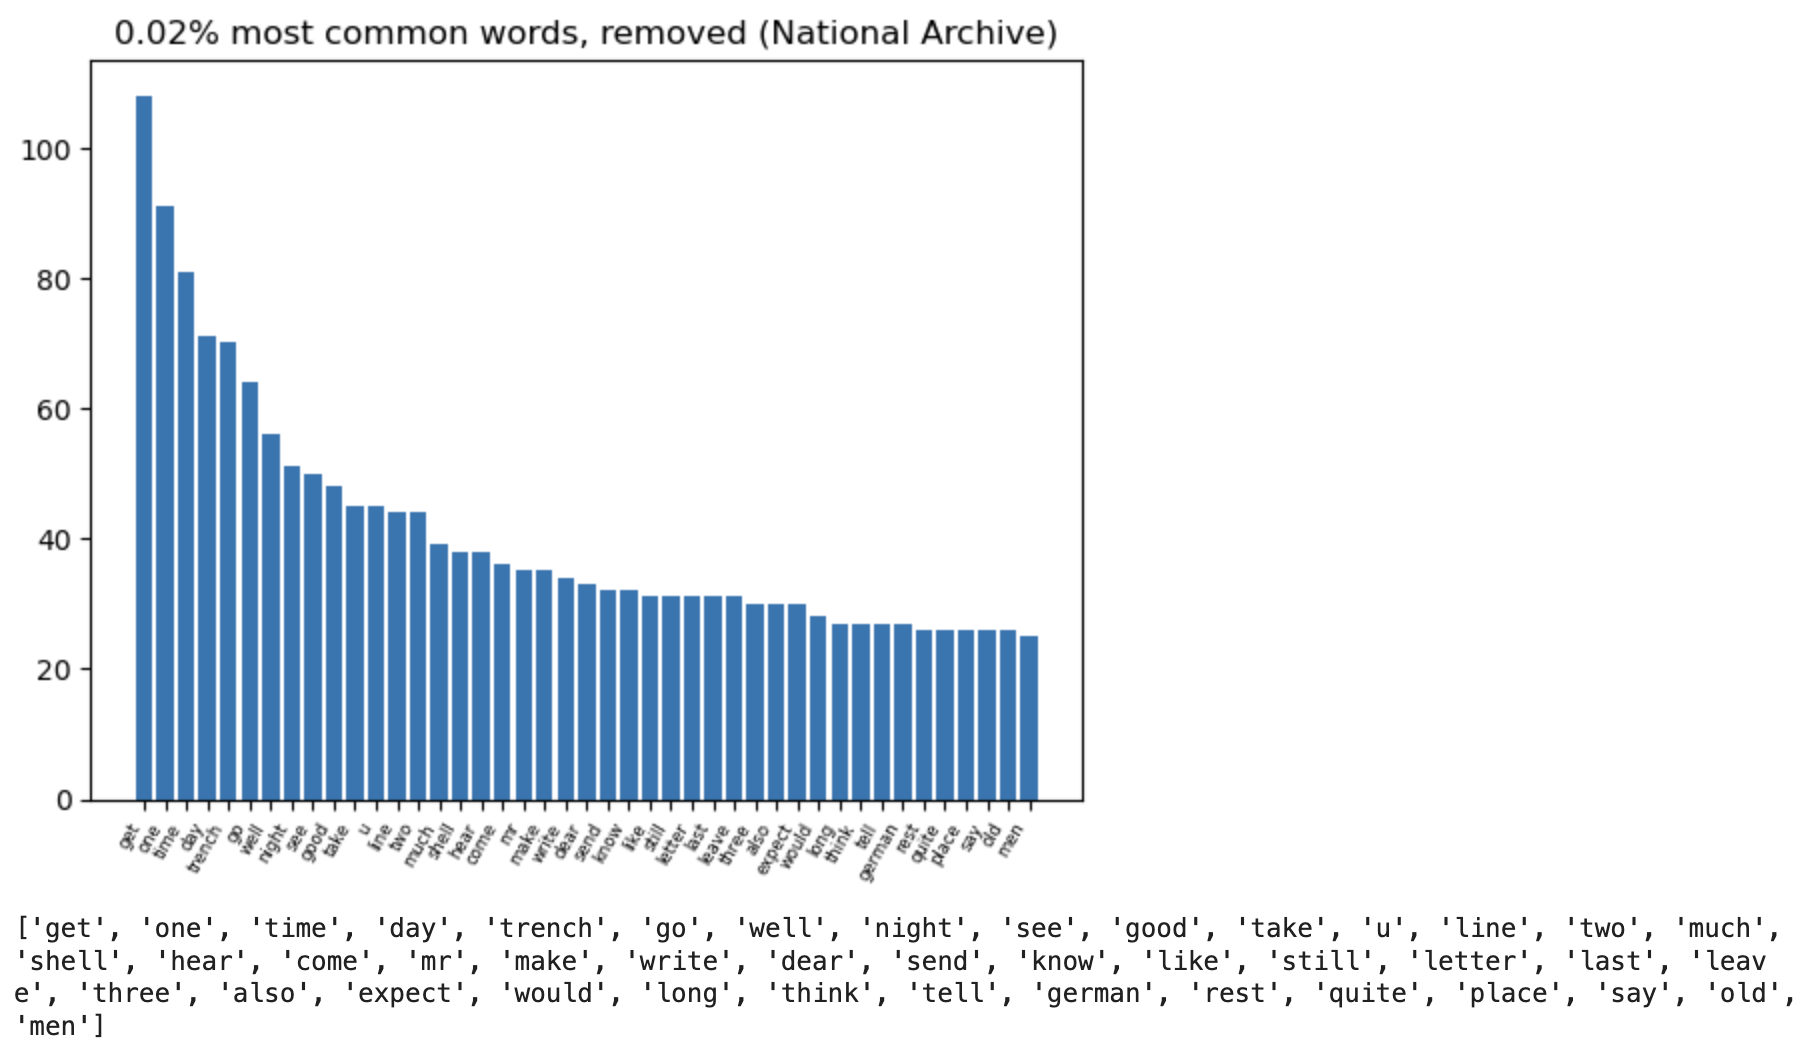 0.02% most common words, removed (National Archive)
100
80
60
40
20
0
get one time day trench go well night see good take u line two much shell hear come mr make write dear send know like still letter last leave three also expect would long think tell german rest quite place say old men
['get', 'one', 'time', 'day', 'trench', 'go', 'well', 'night', 'see', 'good', 'take', 'u', 'line', 'two', 'much',
'shell', 'hear', 'come', 'mr', 'make', 'write', 'dear', 'send', 'know', 'like', 'still', 'letter', 'last', 'leav
e', 'three', 'also', 'expect', 'would', 'long', 'think', 'tell', 'german', 'rest', 'quite', 'place', 'say', 'old',
'men']